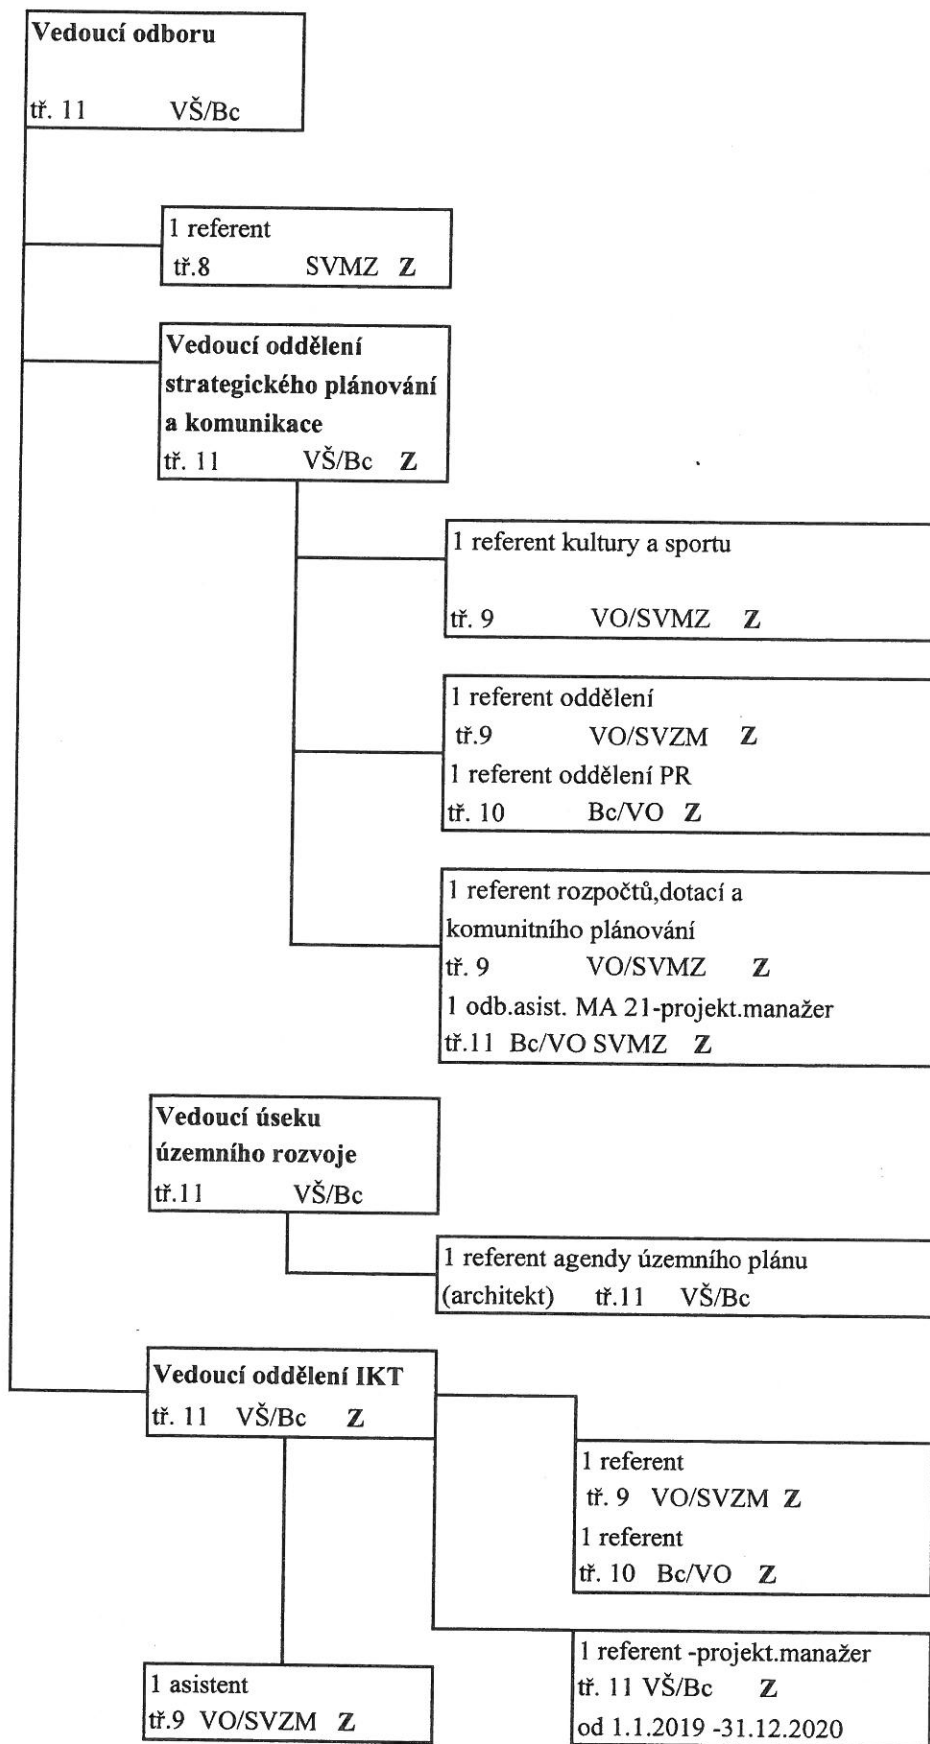 Vedoucí odboru
tř. 11 VŠ/Bc
1 referent
tř.8 SVMZ Z
Vedoucí oddělení
strategického plánování
a komunikace
tř. 11 VŠ/Bc Z
1 referent kultury a sportu
tř. 9 VO/SVMZ Z
1 referent oddělení
tř.9 VO/SVZM Z
1 referent oddělení PR
tř. 10 Bc/VO Z
1 referent rozpočtů,dotací a
komunitního plánování
tř. 9 VO/SVMZ Z
1 odb.asist. MA 21-projekt.manažer
tř.11 Bc/VO SVMZ Z
Vedoucí úseku
územního rozvoje
tř.11 VŠ/Bc
1 referent agendy územního plánu
(architekt) tř.11 VŠ/Bc
Vedoucí oddělení IKT
tř. 11 VŠ/Bc Z
1 referent
tř. 9 VO/SVZM Z
1 referent
tř. 10 Bc/VO Z
1 referent -projekt.manažer
tř. 11 VŠ/Bc Z
od 1.1.2019 -31.12.2020
1 asistent
tř.9 VO/SVZM Z